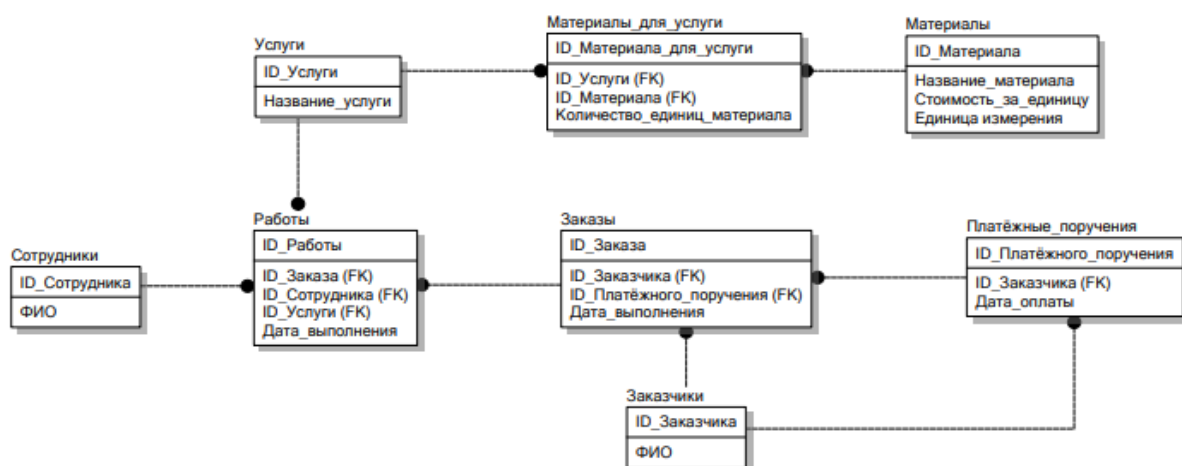 Услуги
ID_Услуги
Название_услуги
Материалы_для_услуги
ID_Материала_для_услуги
ID_Услуги (FK)
ID_Материала (FK)
Количество_единиц_материала
Материалы
ID_Материала
Название_материала
Стоимость_за_единицу
Единица измерения
Сотрудники
ID_Сотрудника
ФИО
Работы
ID_Работы
ID_Заказа (FK)
ID_Сотрудника (FK)
ID_Услуги (FK)
Дата_выполнения
Заказы
ID_Заказа
ID_Заказчика (FK)
ID_Платёжного_поручения (FK)
Дата_выполнения
Платёжные_поручения
ID_Платёжного_поручения
ID_Заказчика (FK)
Дата_оплаты
Заказчики
ID_Заказчика
ФИО